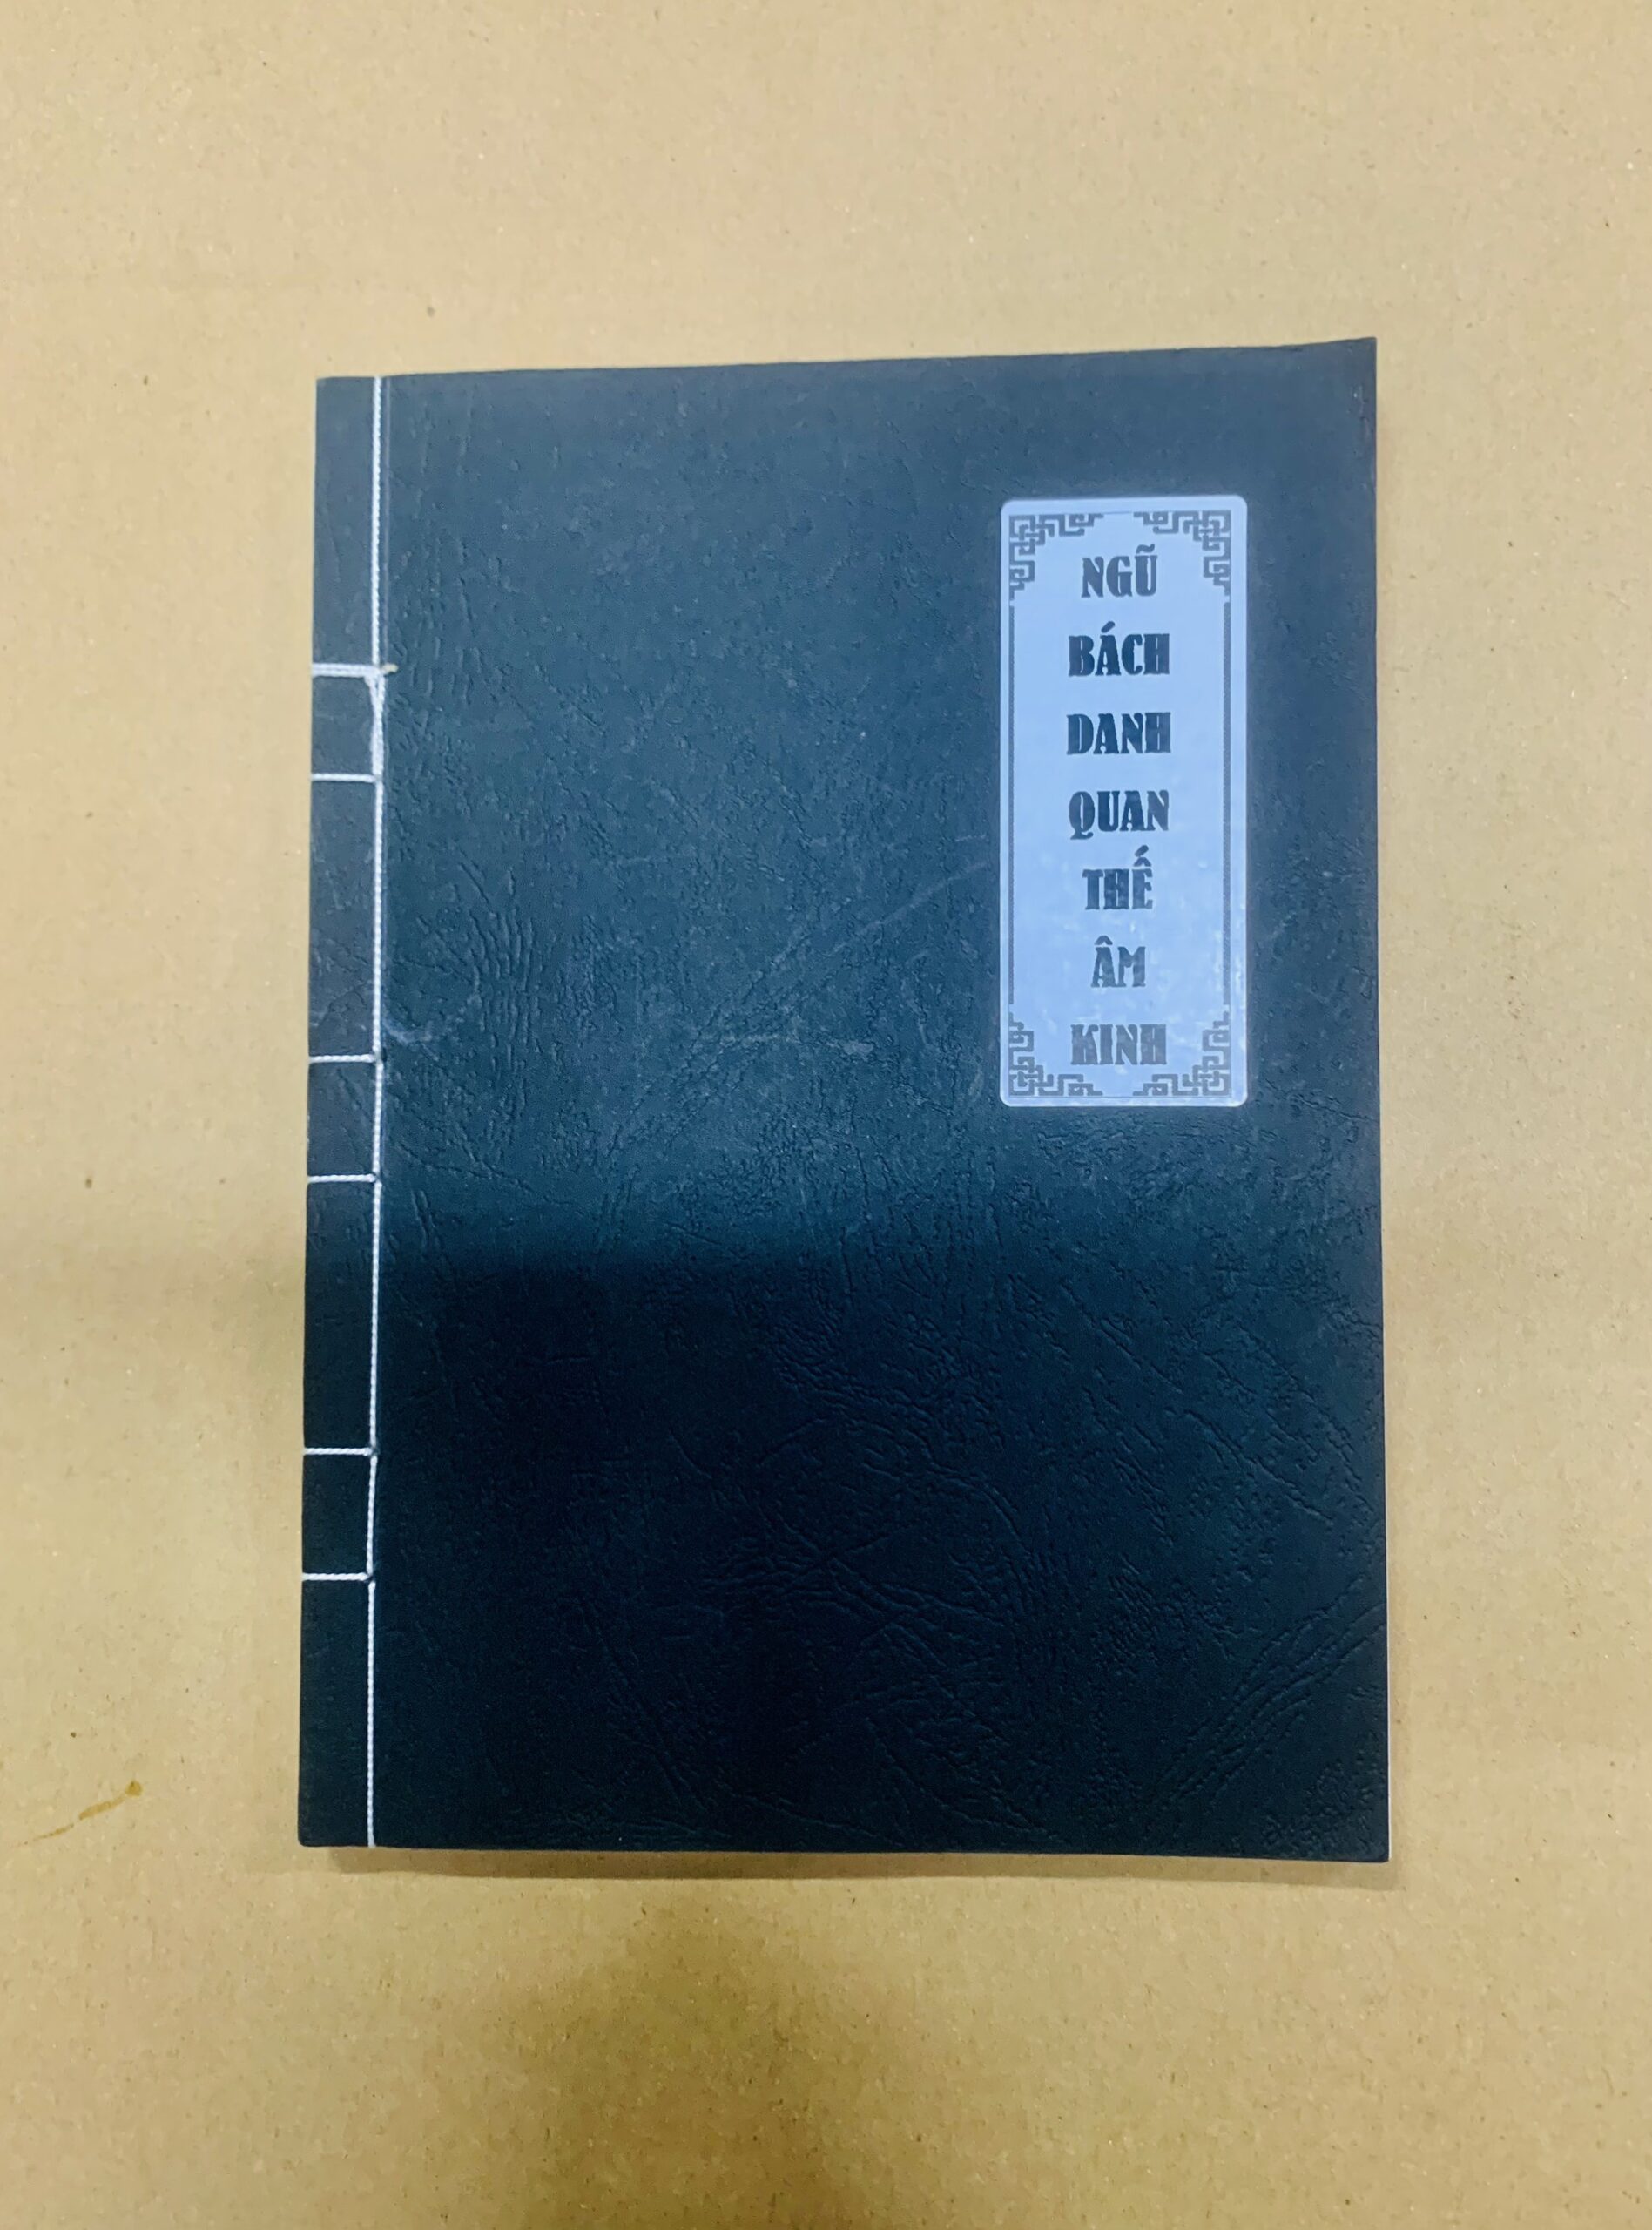 NGŨ
BÁCH
DANH
QUAN
THẾ
ÂM
KINH